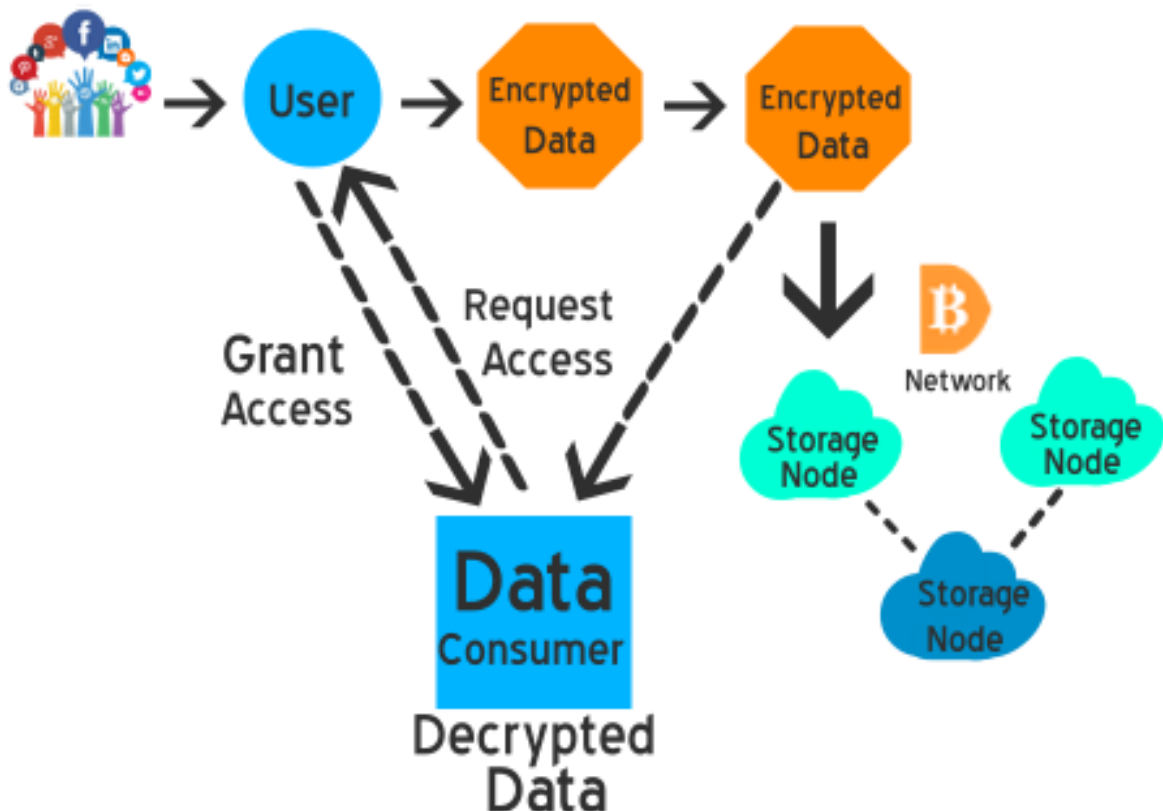 User
Encrypted
Data
Encrypted
Data
Grant
Access
Request
Access
B
Network
Storage
Node
Storage
Node
Storage
Node
Data
Consumer
Decrypted
Data